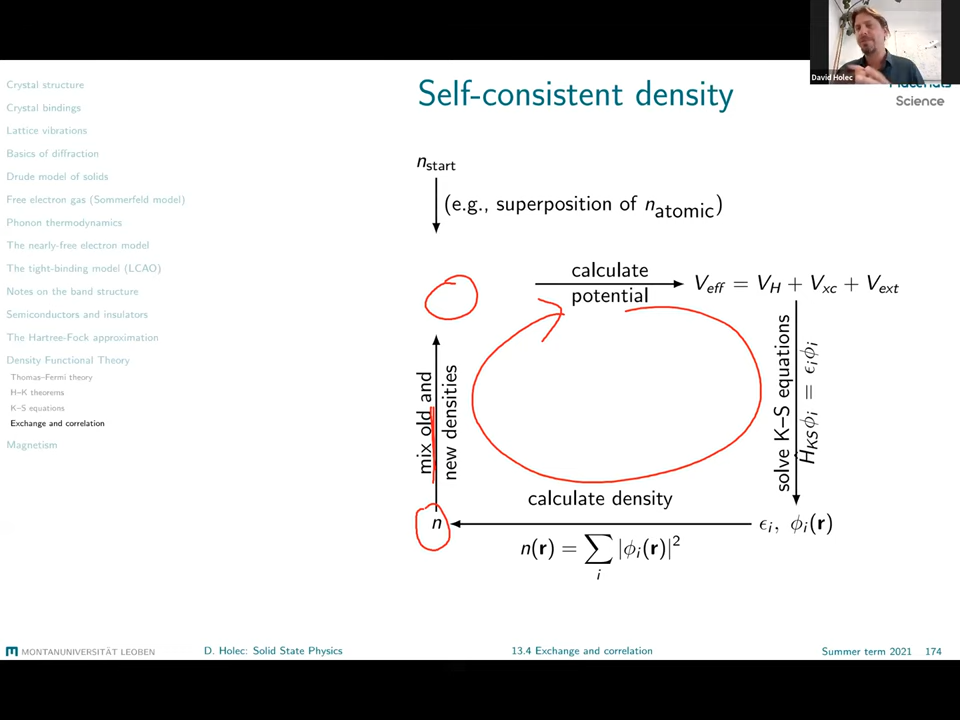 David Holec
Materials
Science
Self-consistent density
Crystal structure
Crystal bindings
Lattice vibrations
Basics of diffraction
Drude model of solids
Free electron gas (Sommerfeld model)
Phonon thermodynamics
The nearly-free electron model
The tight-binding model (LCAO)
Notes on the band structure
Semiconductors and insulators
The Hartree-Fock approximation
Density Functional Theory
Thomas–Fermi theory
H–K theorems
K–S equations
Exchange and correlation
Magnetism
n_start
(e.g., superposition of n_atomic)
calculate
potential
V_eff = V_H + V_xc + V_ext
solve K–S equations
H_KS ϕ_i = ϵ_i ϕ_i
mix old and
new densities
calculate density
n
ϵ_i, ϕ_i(r)
n(r) = ∑_i |ϕ_i(r)|²
MONTANUNIVERSITÄT LEOBEN
D. Holec: Solid State Physics
13.4 Exchange and correlation
Summer term 2021 174